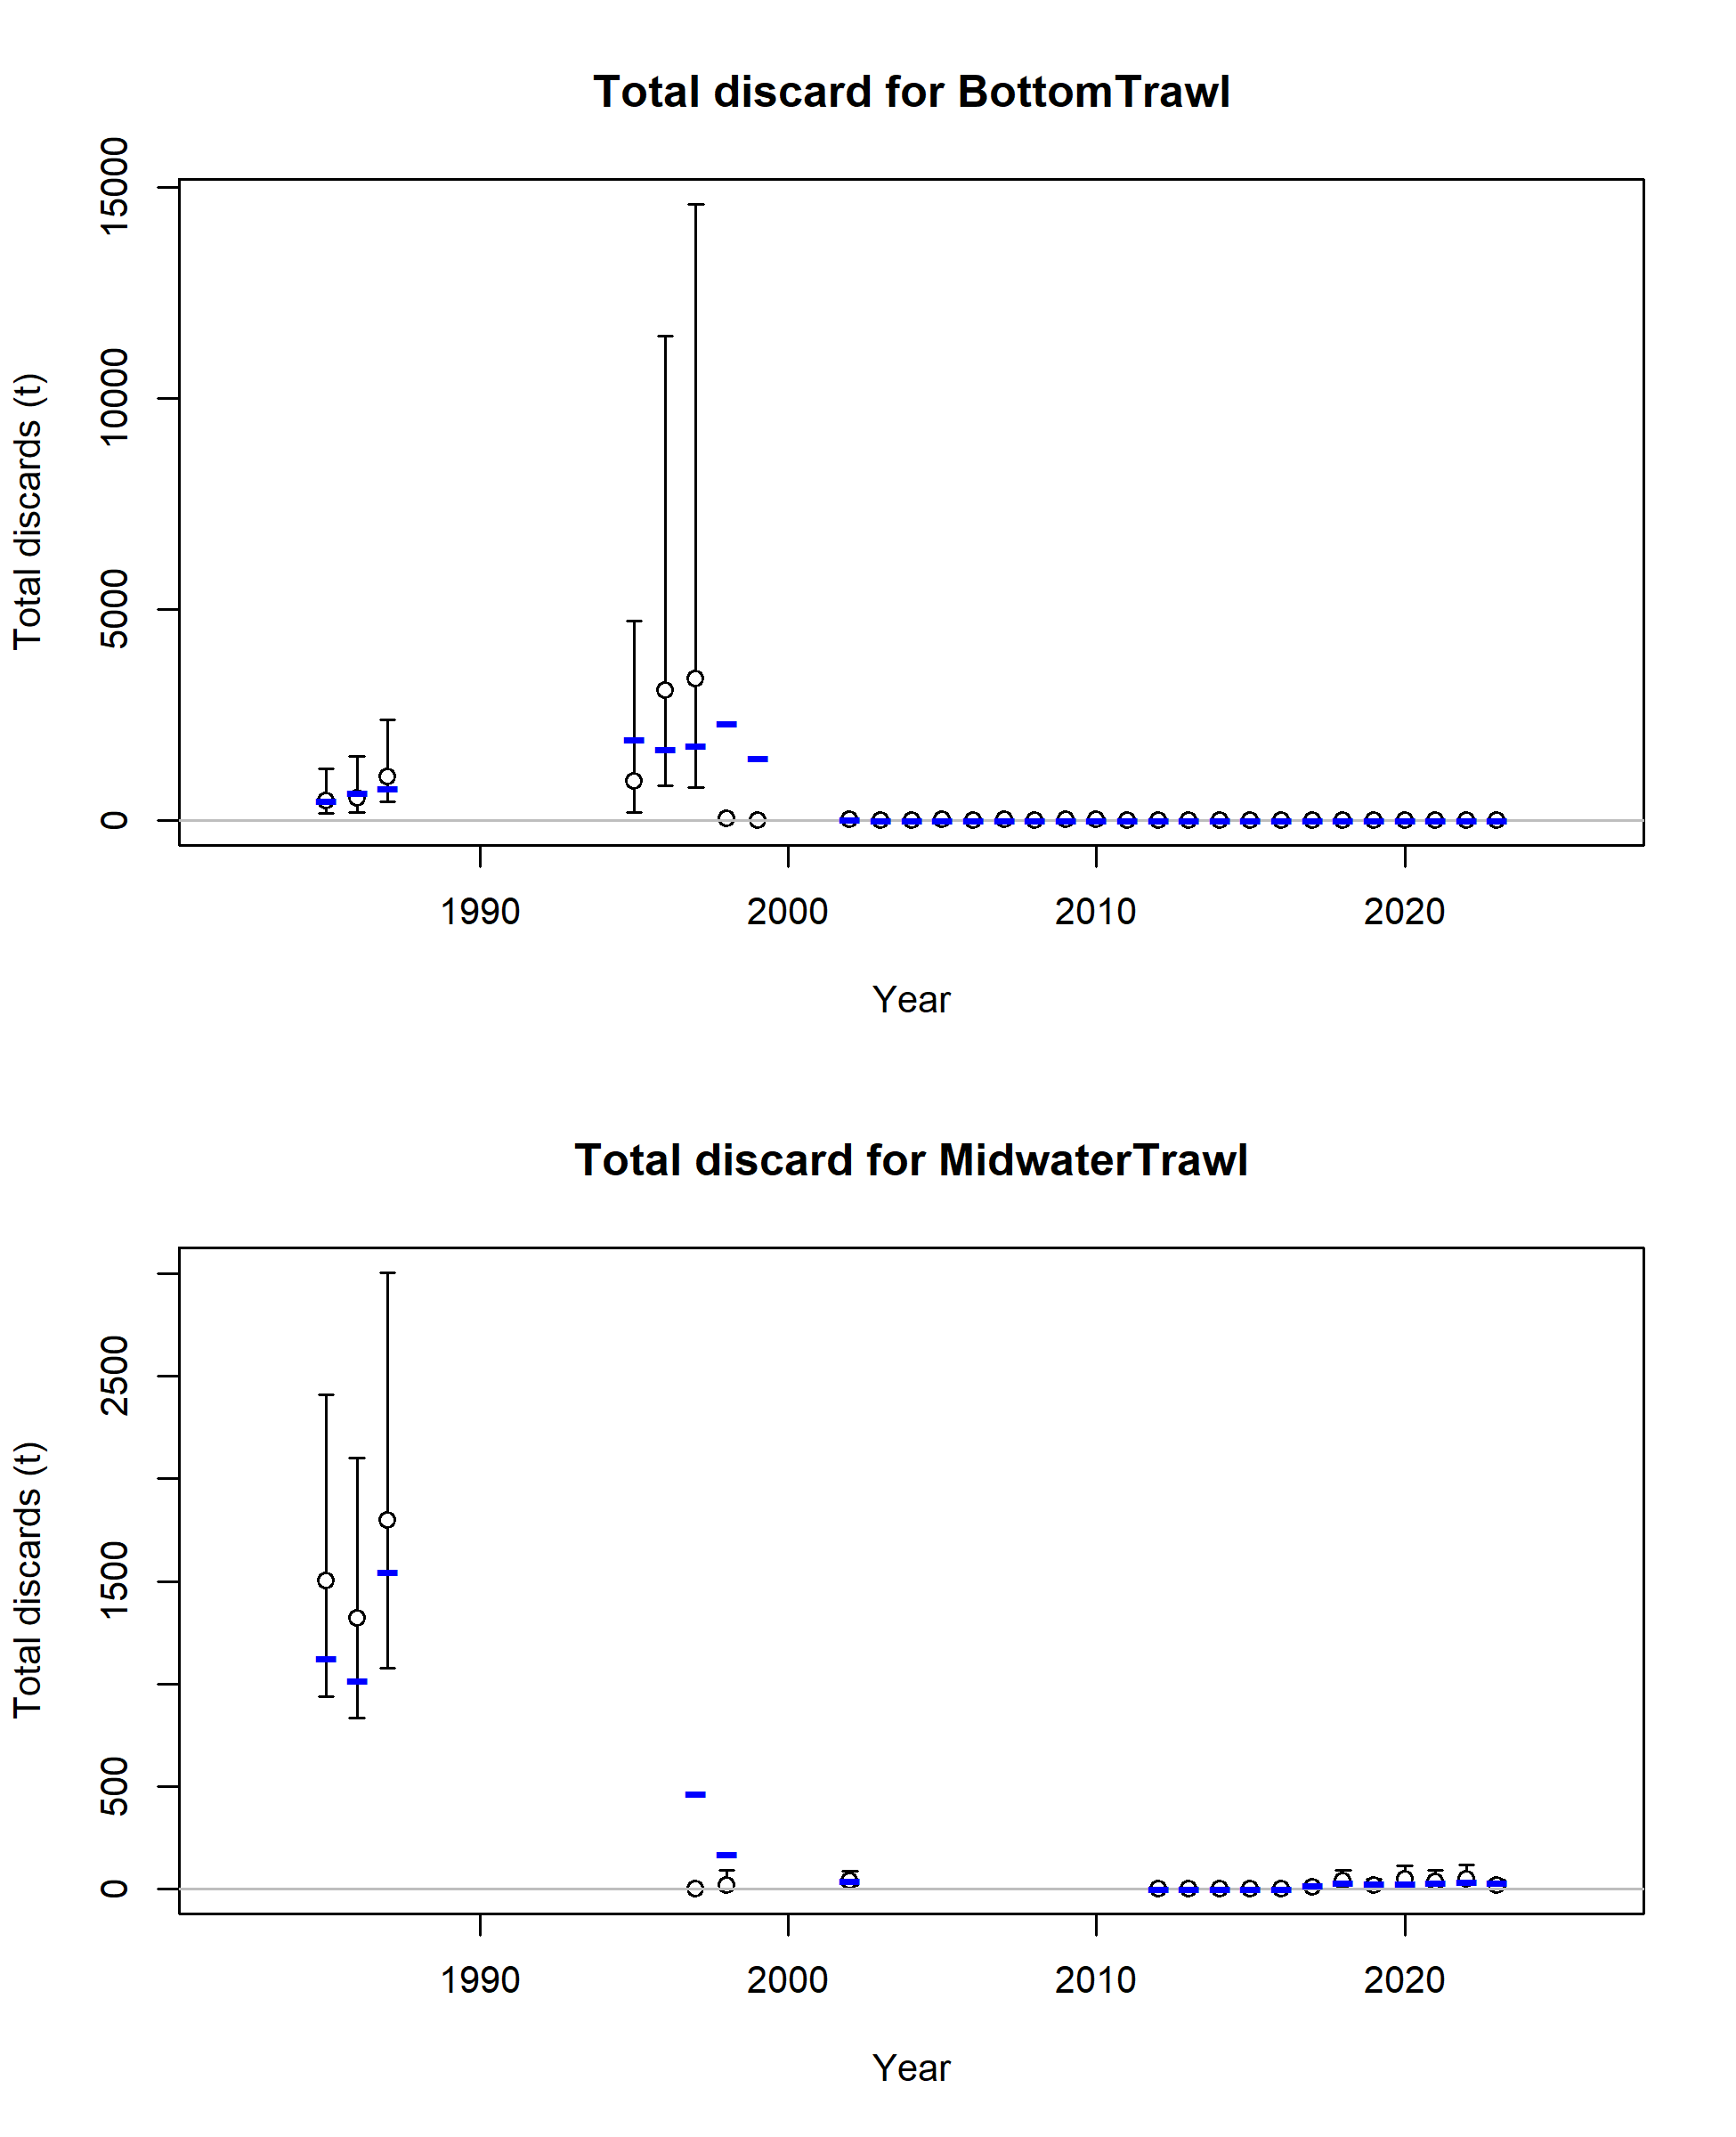 Total discard for BottomTrawl
Total discards (t)
15000
10000
5000
0
1990 2000 2010 2020
Year
Total discard for MidwaterTrawl
Total discards (t)
2500
1500
500
0
1990 2000 2010 2020
Year